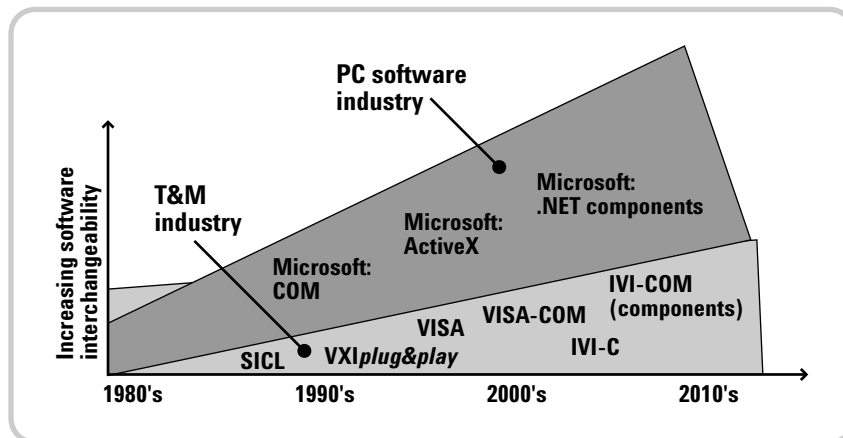 PC software
industry
T&M
industry
Increasing software
interchangeability
Microsoft:
.NET components
Microsoft:
ActiveX
Microsoft:
COM
IVI-COM
(components)
VISA-COM
VISA
IVI-C
SICL
VXIplug&play
1980's
1990's
2000's
2010's